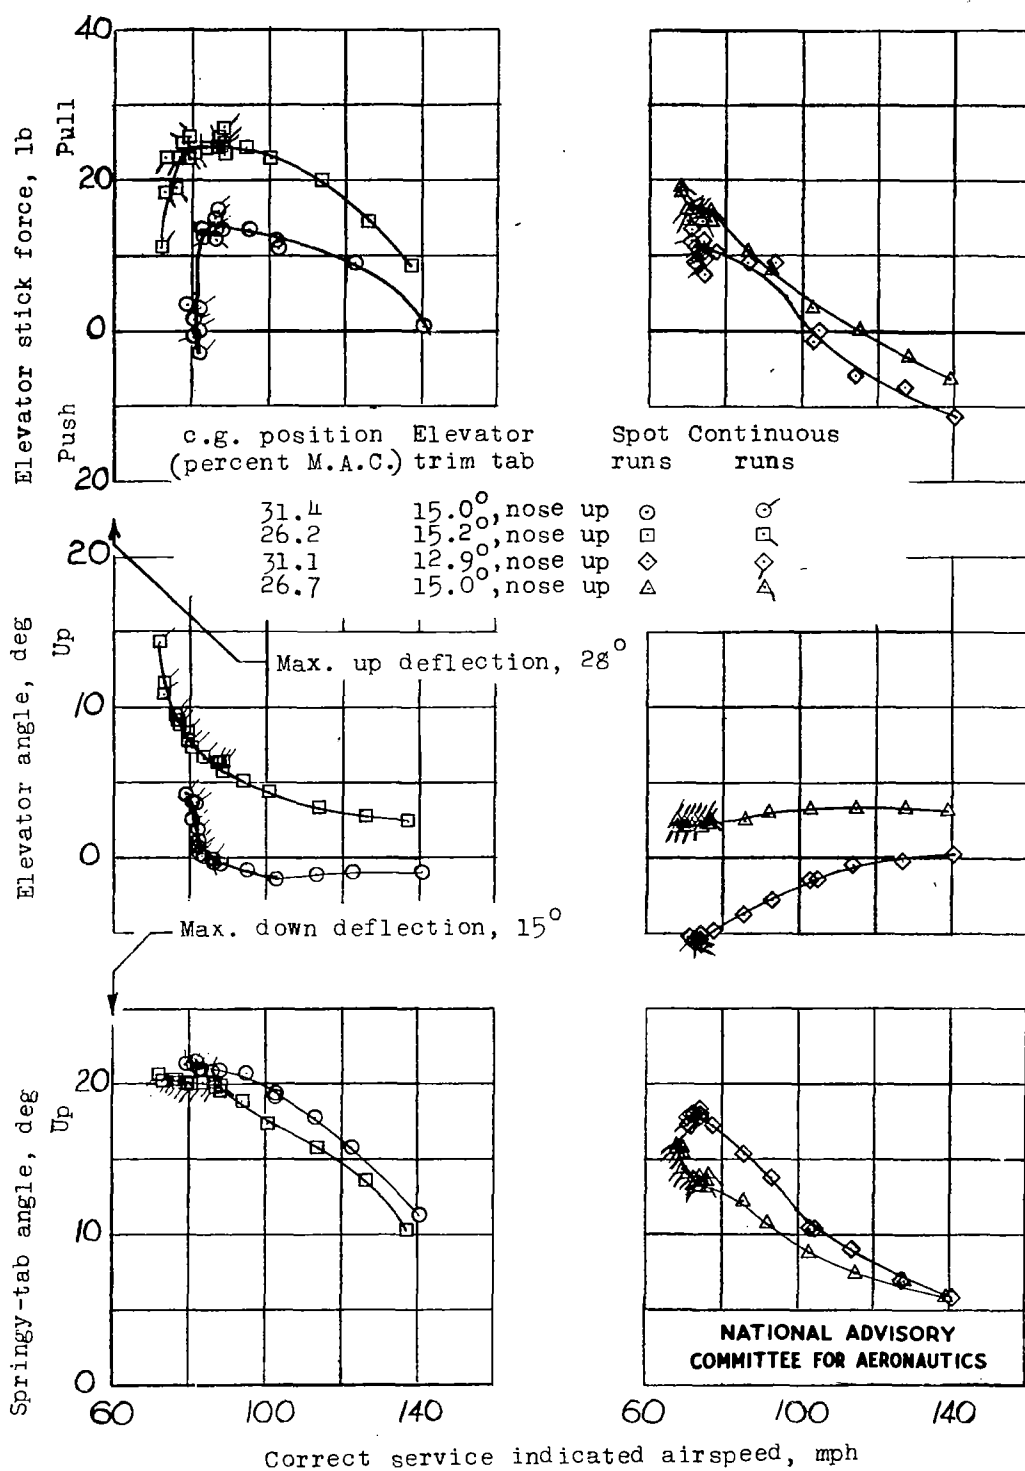 40
20
0
20
Elevator stick force, lb
Pull
Push
c.g. position Elevator Spot Continuous
(percent M.A.C.) trim tab runs runs
31.4 15.0°, nose up
26.2 15.2°, nose up
31.1 12.9°, nose up
26.7 15.0°, nose up
20
10
0
Elevator angle, deg
Up
Max. up deflection, 28°
Max. down deflection, 15°
20
10
0
Springy-tab angle, deg
Up
NATIONAL ADVISORY
COMMITTEE FOR AERONAUTICS
60 100 140 60 100 140
Correct service indicated airspeed, mph